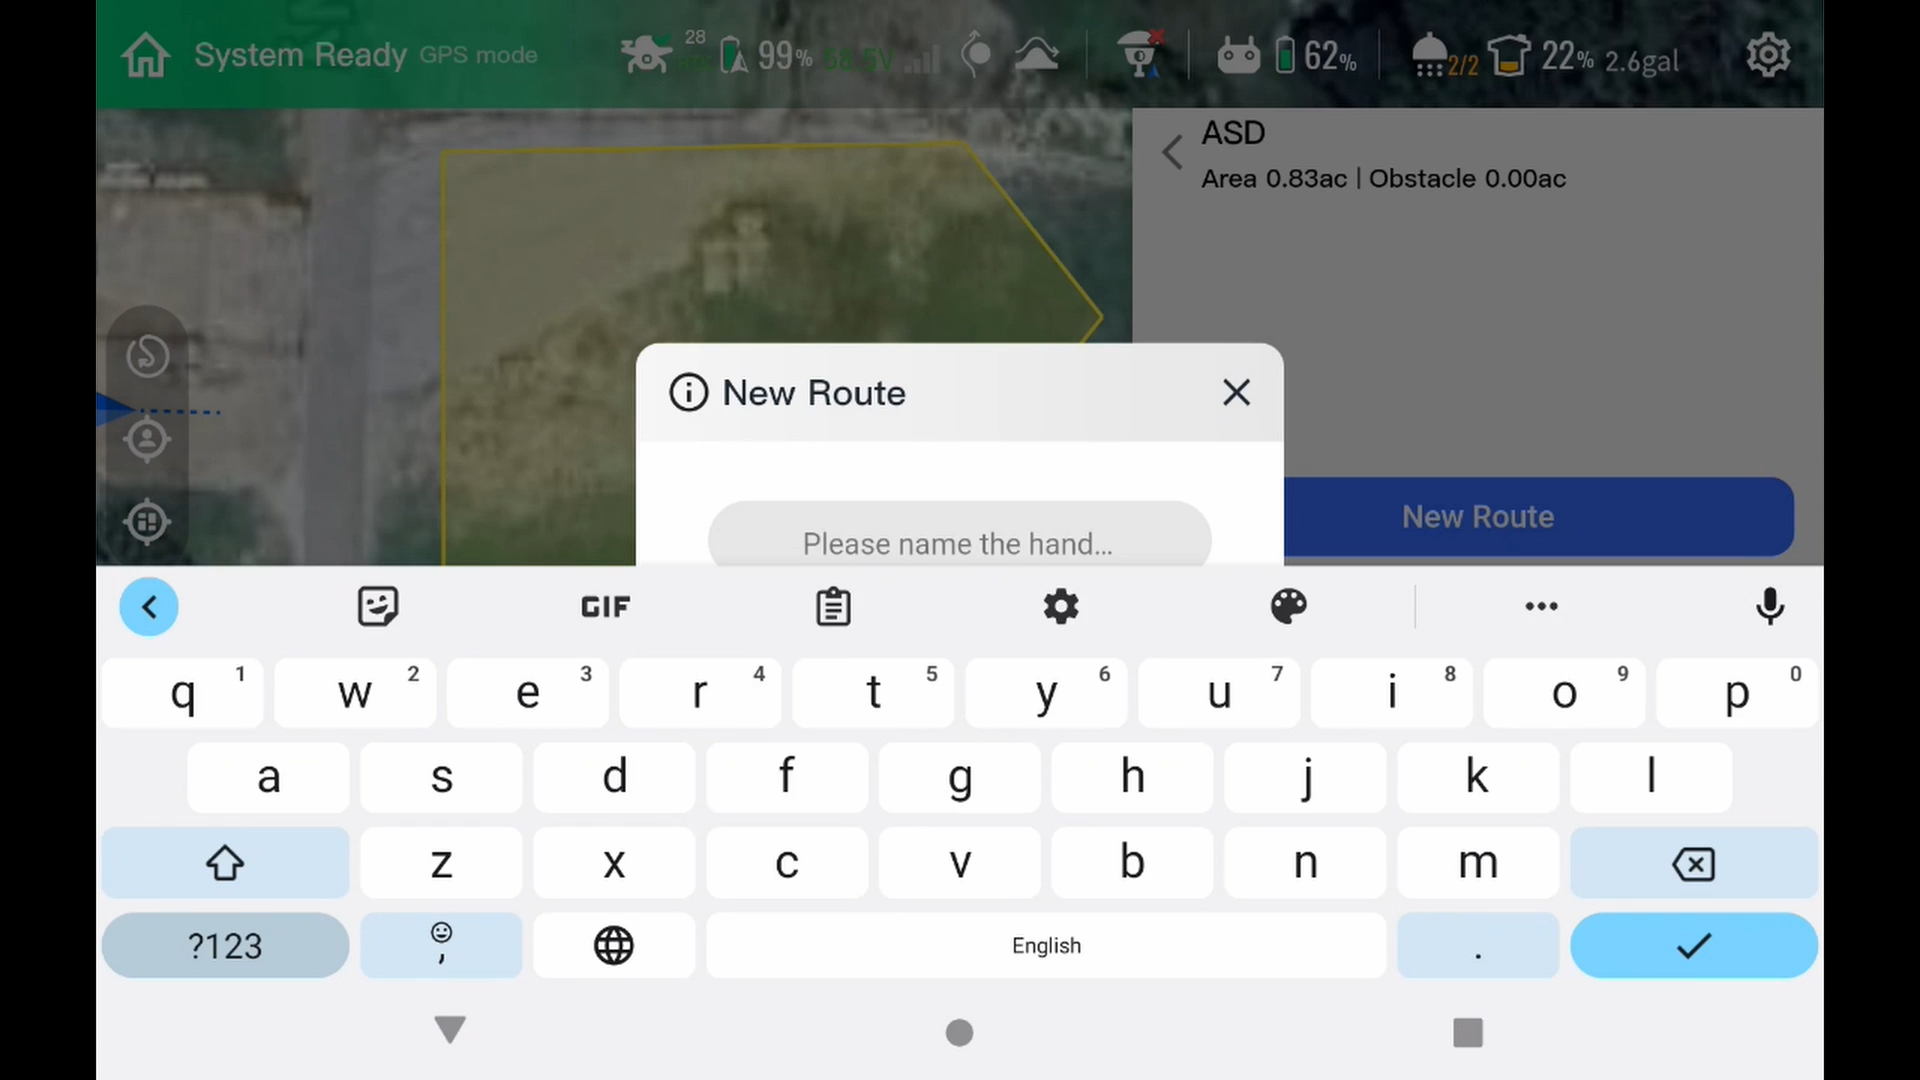 System Ready GPS mode
28
99%
58.5V
62%
2/2
22% 2.6gal
ASD
Area 0.83ac | Obstacle 0.00ac
New Route
Please name the hand...
New Route
GIF
q 1 w 2 e 3 r 4 t 5 y 6 u 7 i 8 o 9 p 0
a s d f g h j k l
z x c v b n m
?123 , English .